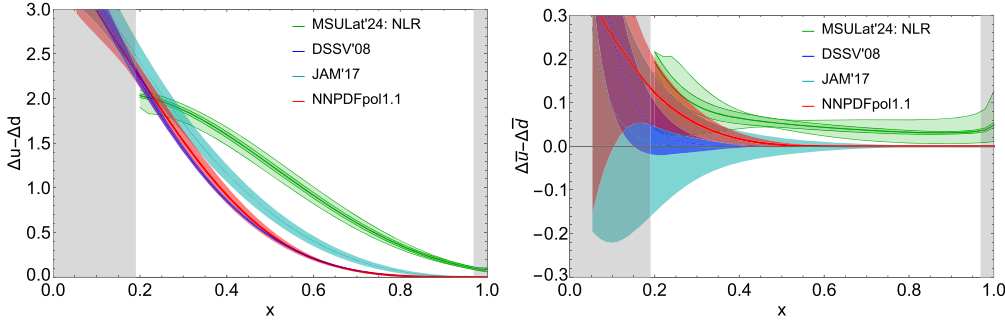 MSULat'24: NLR
DSSV'08
JAM'17
NNPDFpol1.1
3.0
2.5
2.0
1.5
1.0
0.5
0.0
Δu-Δd
0.0 0.2 0.4 0.6 0.8 1.0
x
MSULat'24: NLR
DSSV'08
JAM'17
NNPDFpol1.1
0.3
0.2
0.1
0.0
-0.1
-0.2
-0.3
Δu̅-Δd̅
0.0 0.2 0.4 0.6 0.8 1.0
x